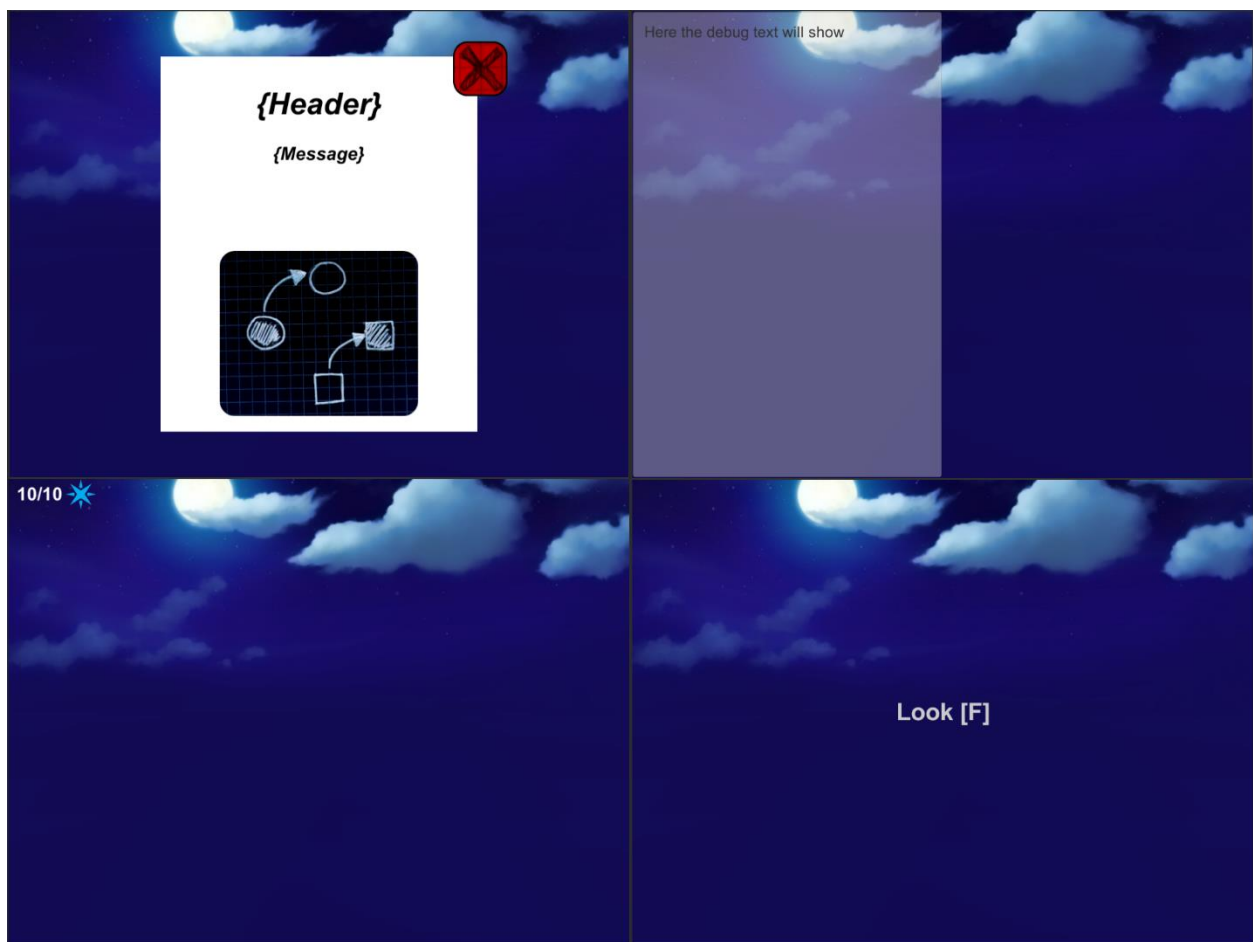 {Header}
{Message}
Here the debug text will show
10/10
Look [F]